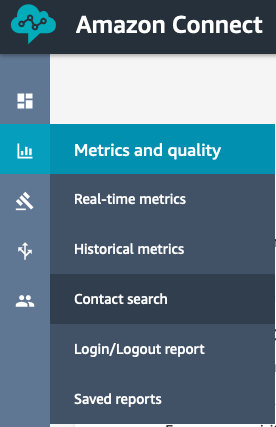 Amazon Connect
Metrics and quality
Real-time metrics
Historical metrics
Contact search
Login/Logout report
Saved reports